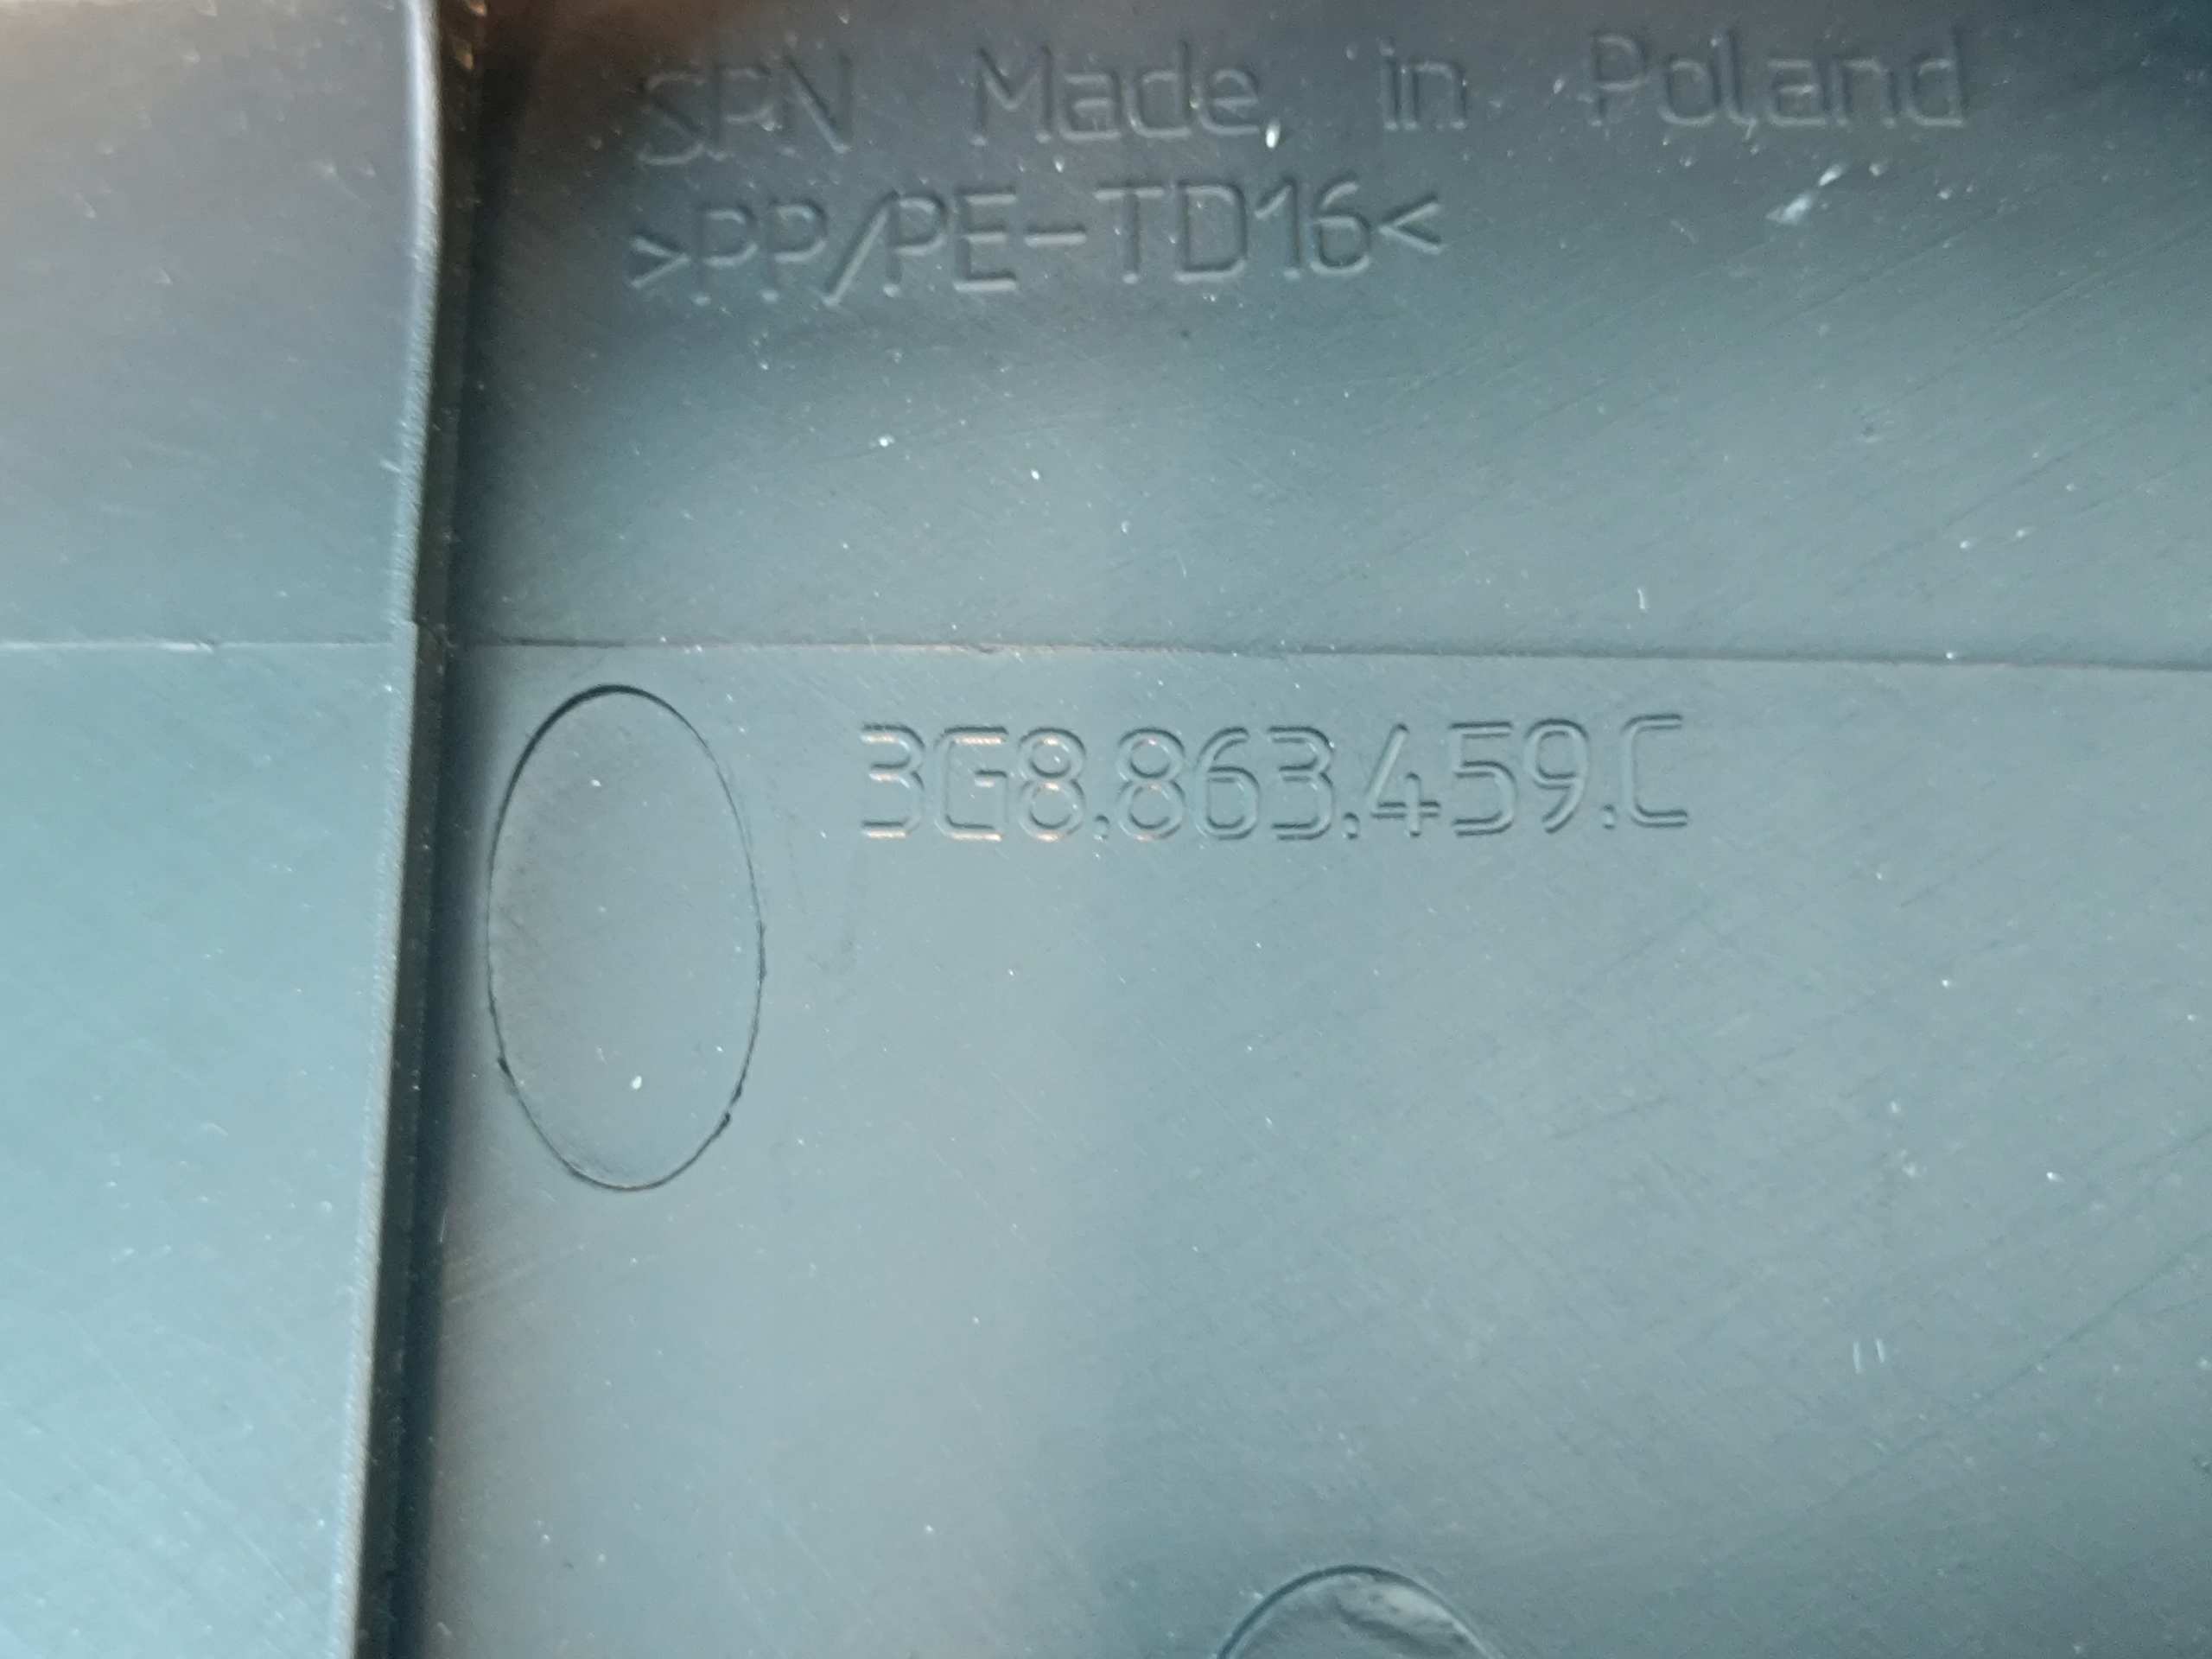 SPN Made in Poland
>PP/PE-TD16<
3G8.863.459.C